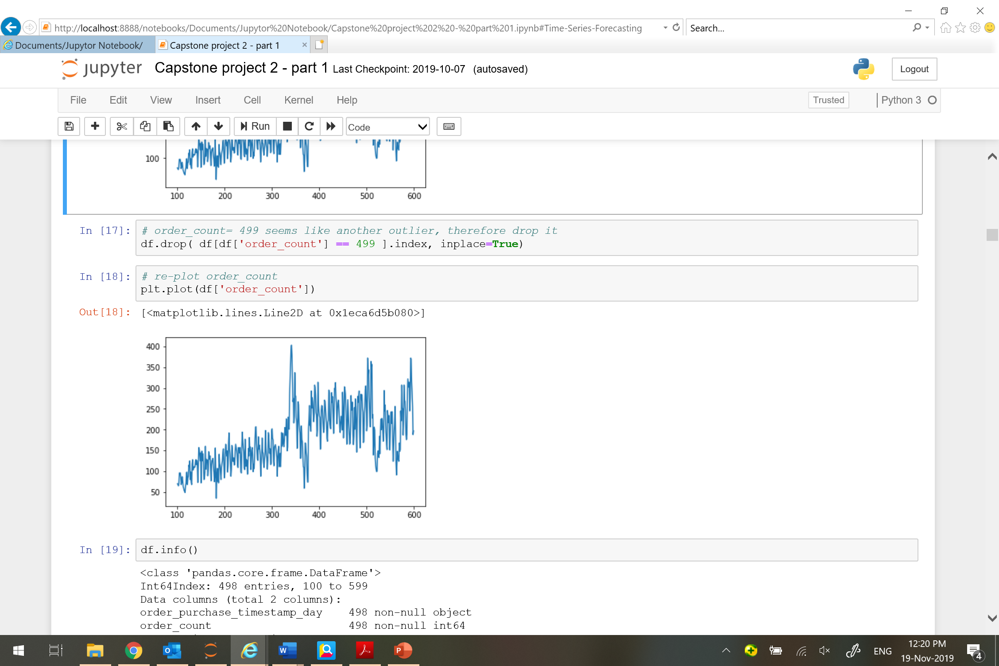 http://localhost:8888/notebooks/Documents/Jupytor%20Notebook/Capstone%20project%202%20-%20part%201.ipynb#Time-Series-Forecasting
Search...
Documents/Jupytor Notebook/
Capstone project 2 - part 1
jupyter Capstone project 2 - part 1 Last Checkpoint: 2019-10-07 (autosaved)
Logout
File Edit View Insert Cell Kernel Help
Trusted
Python 3
Run
Code
100
100 200 300 400 500 600
In [17]:
# order_count= 499 seems like another outlier, therefore drop it
df.drop( df[df['order_count'] == 499 ].index, inplace=True)
In [18]:
# re-plot order_count
plt.plot(df['order_count'])
Out[18]: [<matplotlib.lines.Line2D at 0x1eca6d5b080>]
400
350
300
250
200
150
100
50
100 200 300 400 500 600
In [19]: df.info()
<class 'pandas.core.frame.DataFrame'>
Int64Index: 498 entries, 100 to 599
Data columns (total 2 columns):
order_purchase_timestamp_day    498 non-null object
order_count                     498 non-null int64
ENG
12:20 PM
19-Nov-2019
4